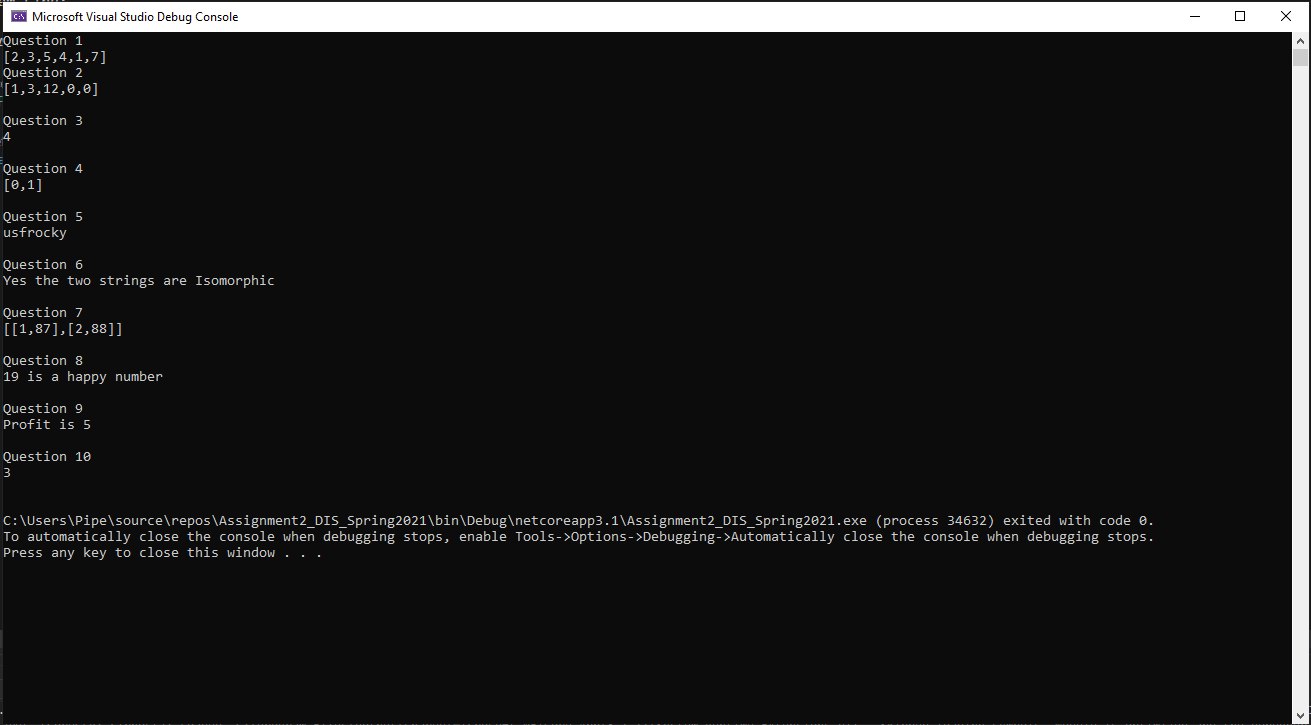 Microsoft Visual Studio Debug Console
Question 1
[2,3,5,4,1,7]
Question 2
[1,3,12,0,0]
Question 3
4
Question 4
[0,1]
Question 5
usfrocky
Question 6
Yes the two strings are Isomorphic
Question 7
[[1,87],[2,88]]
Question 8
19 is a happy number
Question 9
Profit is 5
Question 10
3
C:\Users\Pipe\source\repos\Assignment2_DIS_Spring2021\bin\Debug\netcoreapp3.1\Assignment2_DIS_Spring2021.exe (process 34632) exited with code 0.
To automatically close the console when debugging stops, enable Tools->Options->Debugging->Automatically close the console when debugging stops.
Press any key to close this window . . .